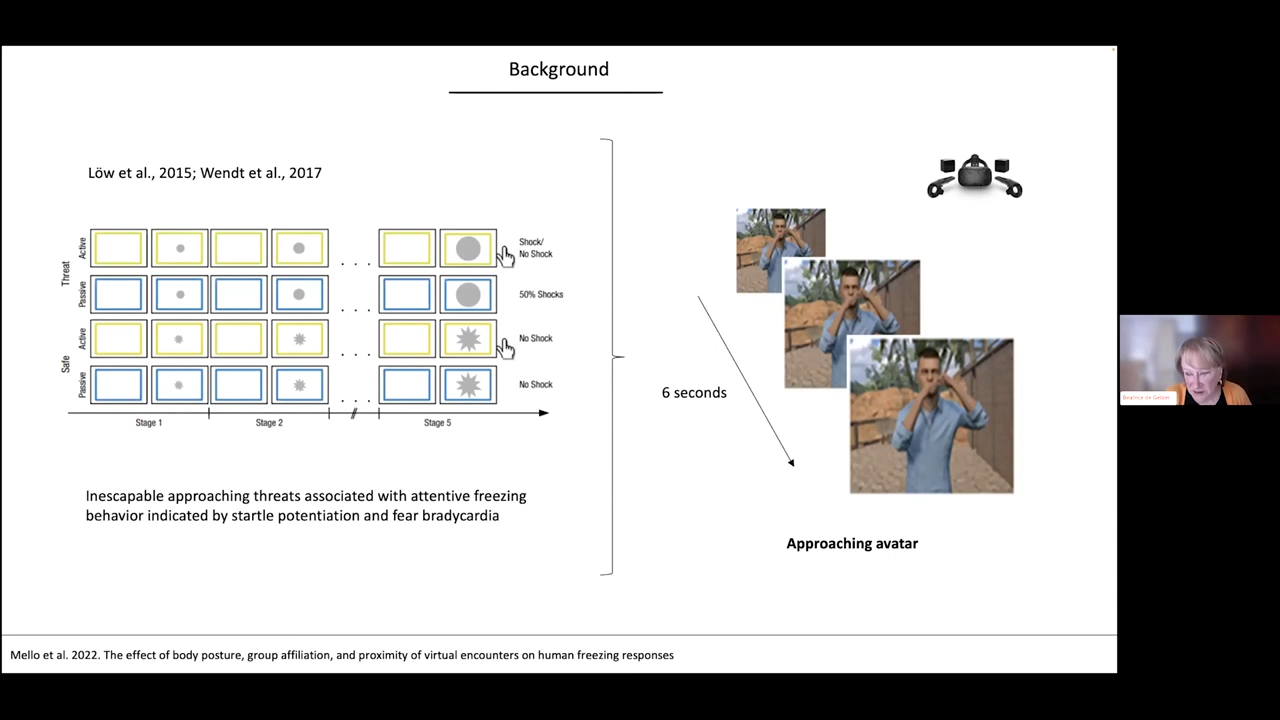 Background
Löw et al., 2015; Wendt et al., 2017
Threat
Active
Shock/
No Shock
Passive
50% Shocks
Safe
Active
No Shock
Passive
No Shock
. . .
. . .
. . .
. . .
Stage 1
Stage 2
//
Stage 5
Inescapable approaching threats associated with attentive freezing
behavior indicated by startle potentiation and fear bradycardia
6 seconds
Approaching avatar
Beatrice de Gelder
Mello et al. 2022. The effect of body posture, group affiliation, and proximity of virtual encounters on human freezing responses